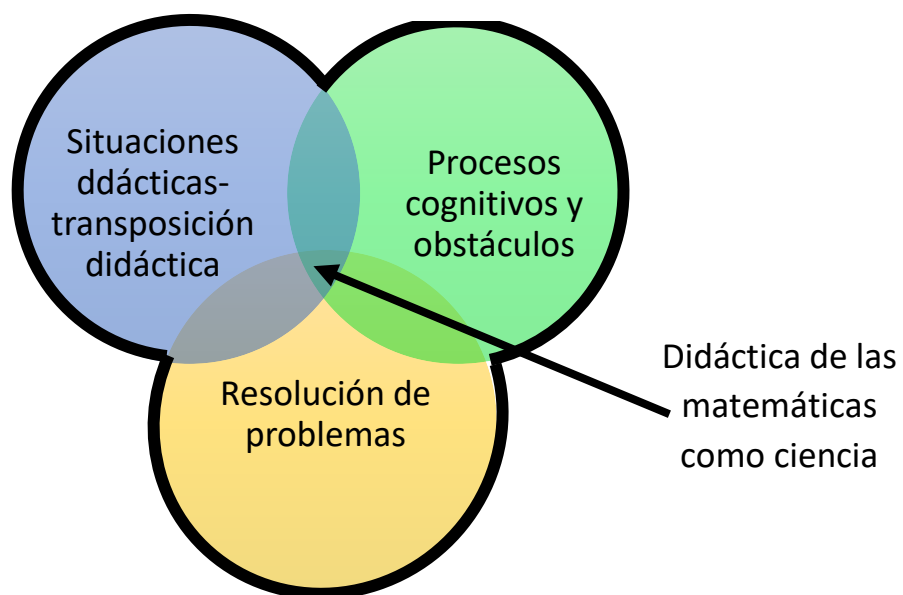 Situaciones
ddácticas-
transposición
didáctica
Procesos
cognitivos y
obstáculos
Resolución de
problemas
Didáctica de las
matemáticas
como ciencia